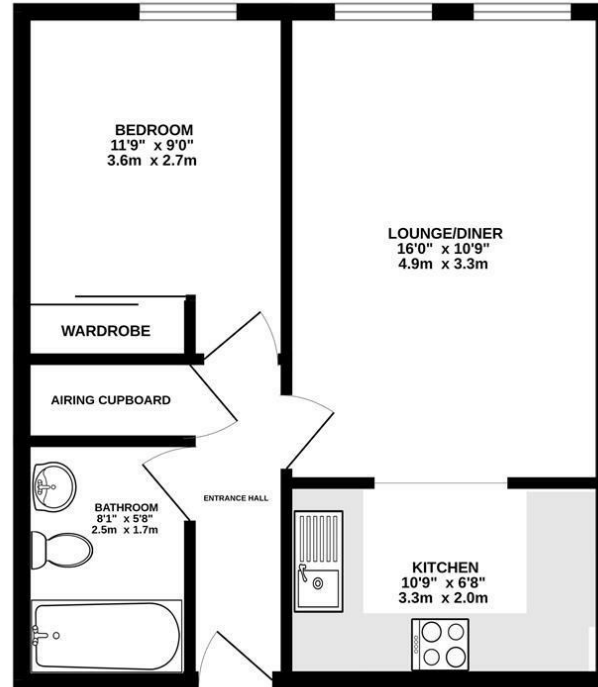 BEDROOM
11'9" x 9'0"
3.6m x 2.7m
LOUNGE/DINER
16'0" x 10'9"
4.9m x 3.3m
WARDROBE
AIRING CUPBOARD
BATHROOM
8'1" x 5'8"
2.5m x 1.7m
ENTRANCE HALL
KITCHEN
10'9" x 6'8"
3.3m x 2.0m